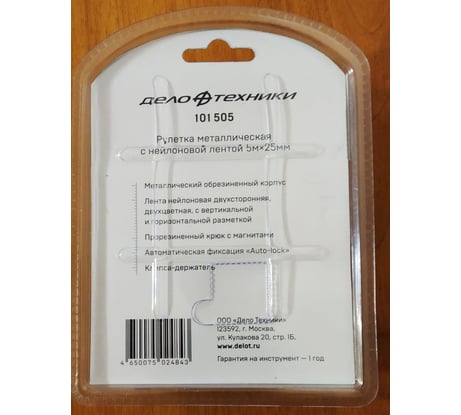 ДЕЛО ТЕХНИКИ
101 505
Рулетка металлическая
с нейлоновой лентой 5м×25мм
Металлический обрезиненный корпус
Лента нейлоновая двухсторонняя,
двухцветная, с вертикальной
и горизонтальной разметкой
Прорезиненный крюк с магнитами
Автоматическая фиксация «Auto-lock»
Клипса-держатель
ООО «Дело Техники»
123592, г. Москва,
ул. Кулакова 20, стр. 1Б,
www.delot.ru
Гарантия на инструмент — 1 год
4 650075 024843